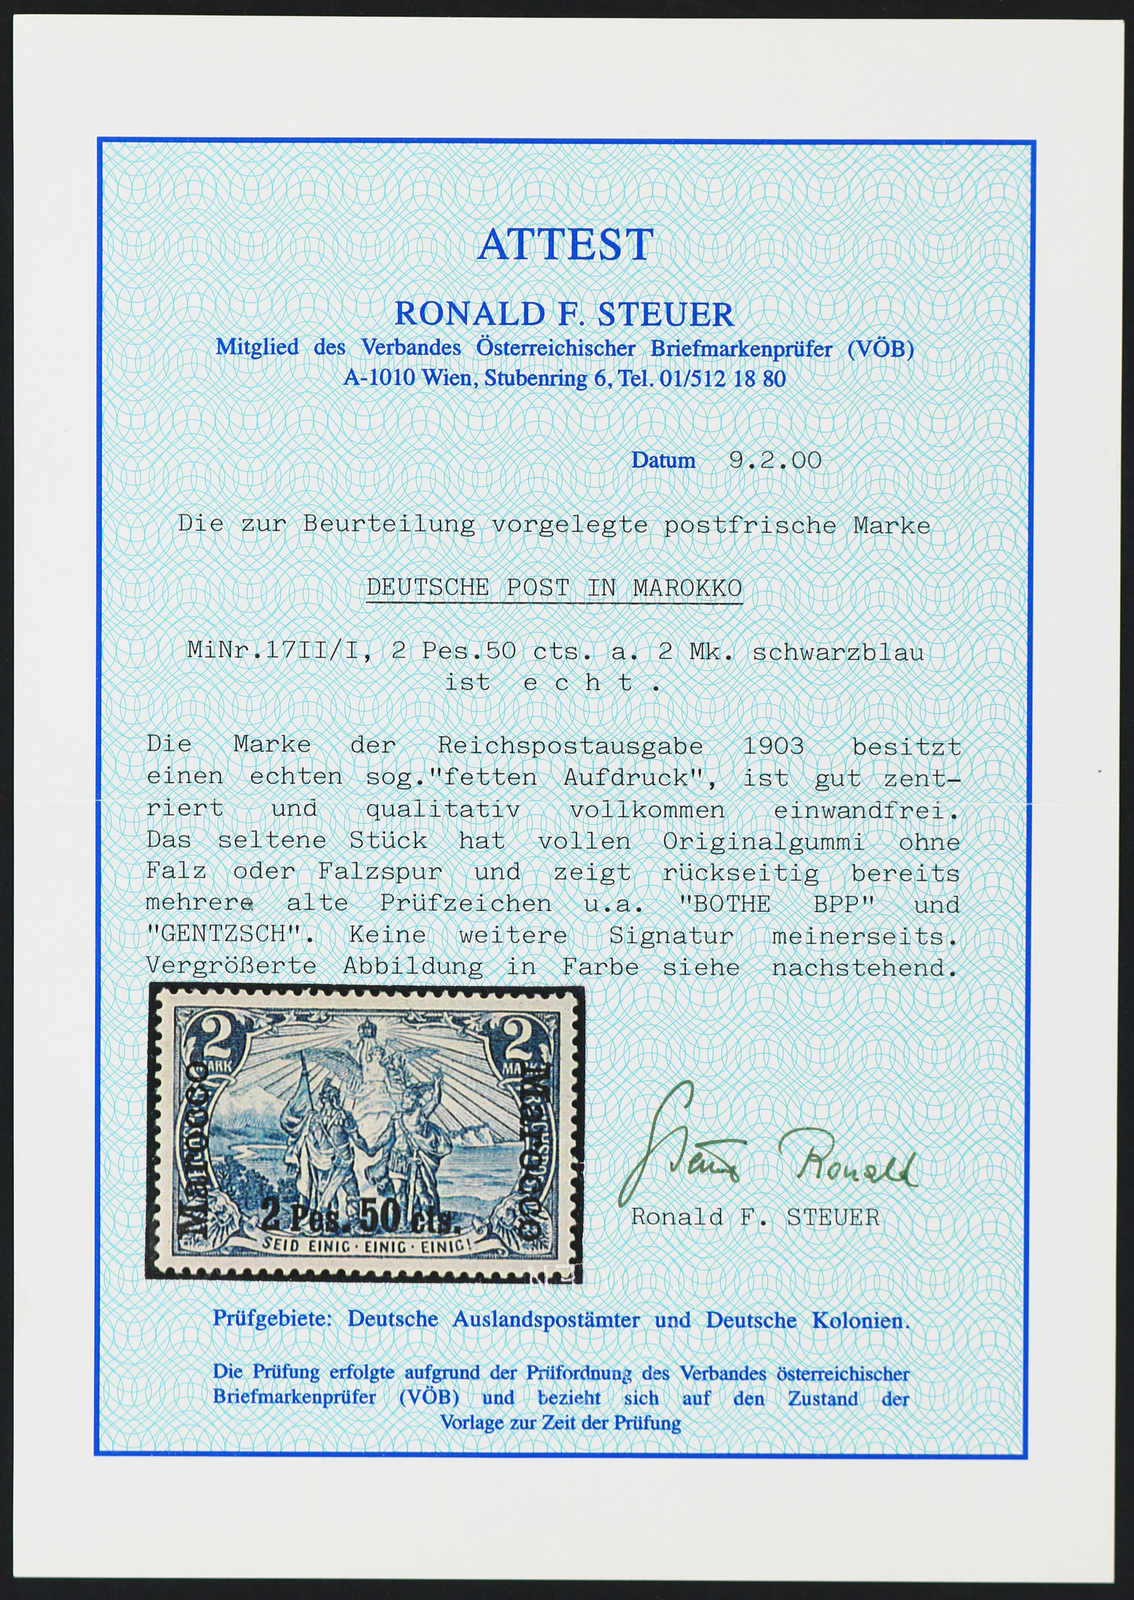 ATTEST
RONALD F. STEUER
Mitglied des Verbandes Österreichischer Briefmarkenprüfer (VÖB)
A-1010 Wien, Stubenring 6, Tel. 01/512 18 80
Datum 9.2.00
Die zur Beurteilung vorgelegte postfrische Marke
DEUTSCHE POST IN MAROKKO
MiNr.17II/I, 2 Pes.50 cts. a. 2 Mk. schwarzblau
ist e c h t .
Die Marke der Reichspostausgabe 1903 besitzt
einen echten sog."fetten Aufdruck", ist gut zent-
riert und qualitativ vollkommen einwandfrei.
Das seltene Stück hat vollen Originalgummi ohne
Falz oder Falzspur und zeigt rückseitig bereits
mehrere alte Prüfzeichen u.a. "BOTHE BPP" und
"GENTZSCH". Keine weitere Signatur meinerseits.
Vergrößerte Abbildung in Farbe siehe nachstehend.
2 2
MARK MARK
Marocco Marocco
2 Pes. 50 cts.
SEID EINIG · EINIG · EINIG!
Steuer Ronald
Ronald F. STEUER
Prüfgebiete: Deutsche Auslandspostämter und Deutsche Kolonien.
Die Prüfung erfolgte aufgrund der Prüfordnung des Verbandes österreichischer
Briefmarkenprüfer (VÖB) und bezieht sich auf den Zustand der
Vorlage zur Zeit der Prüfung